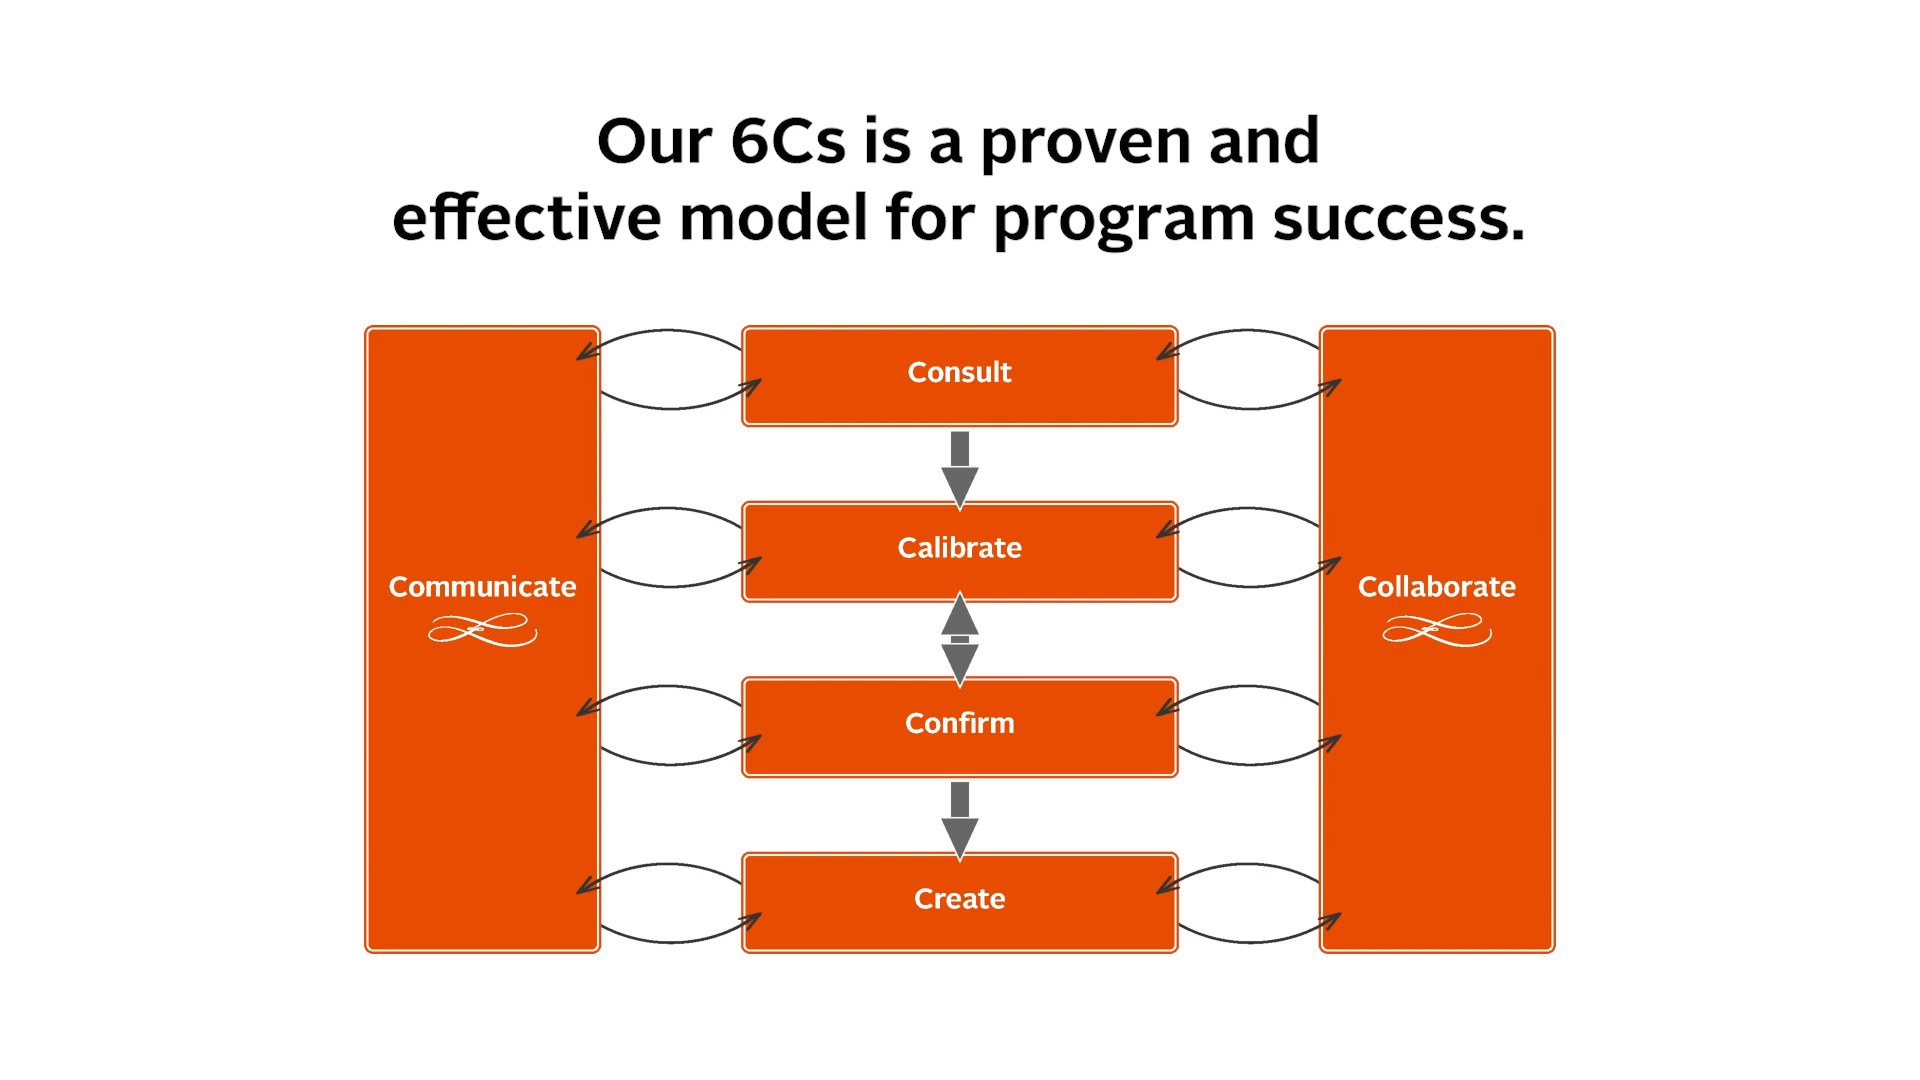 Our 6Cs is a proven and
effective model for program success.
Consult
Calibrate
Communicate
Collaborate
Confirm
Create